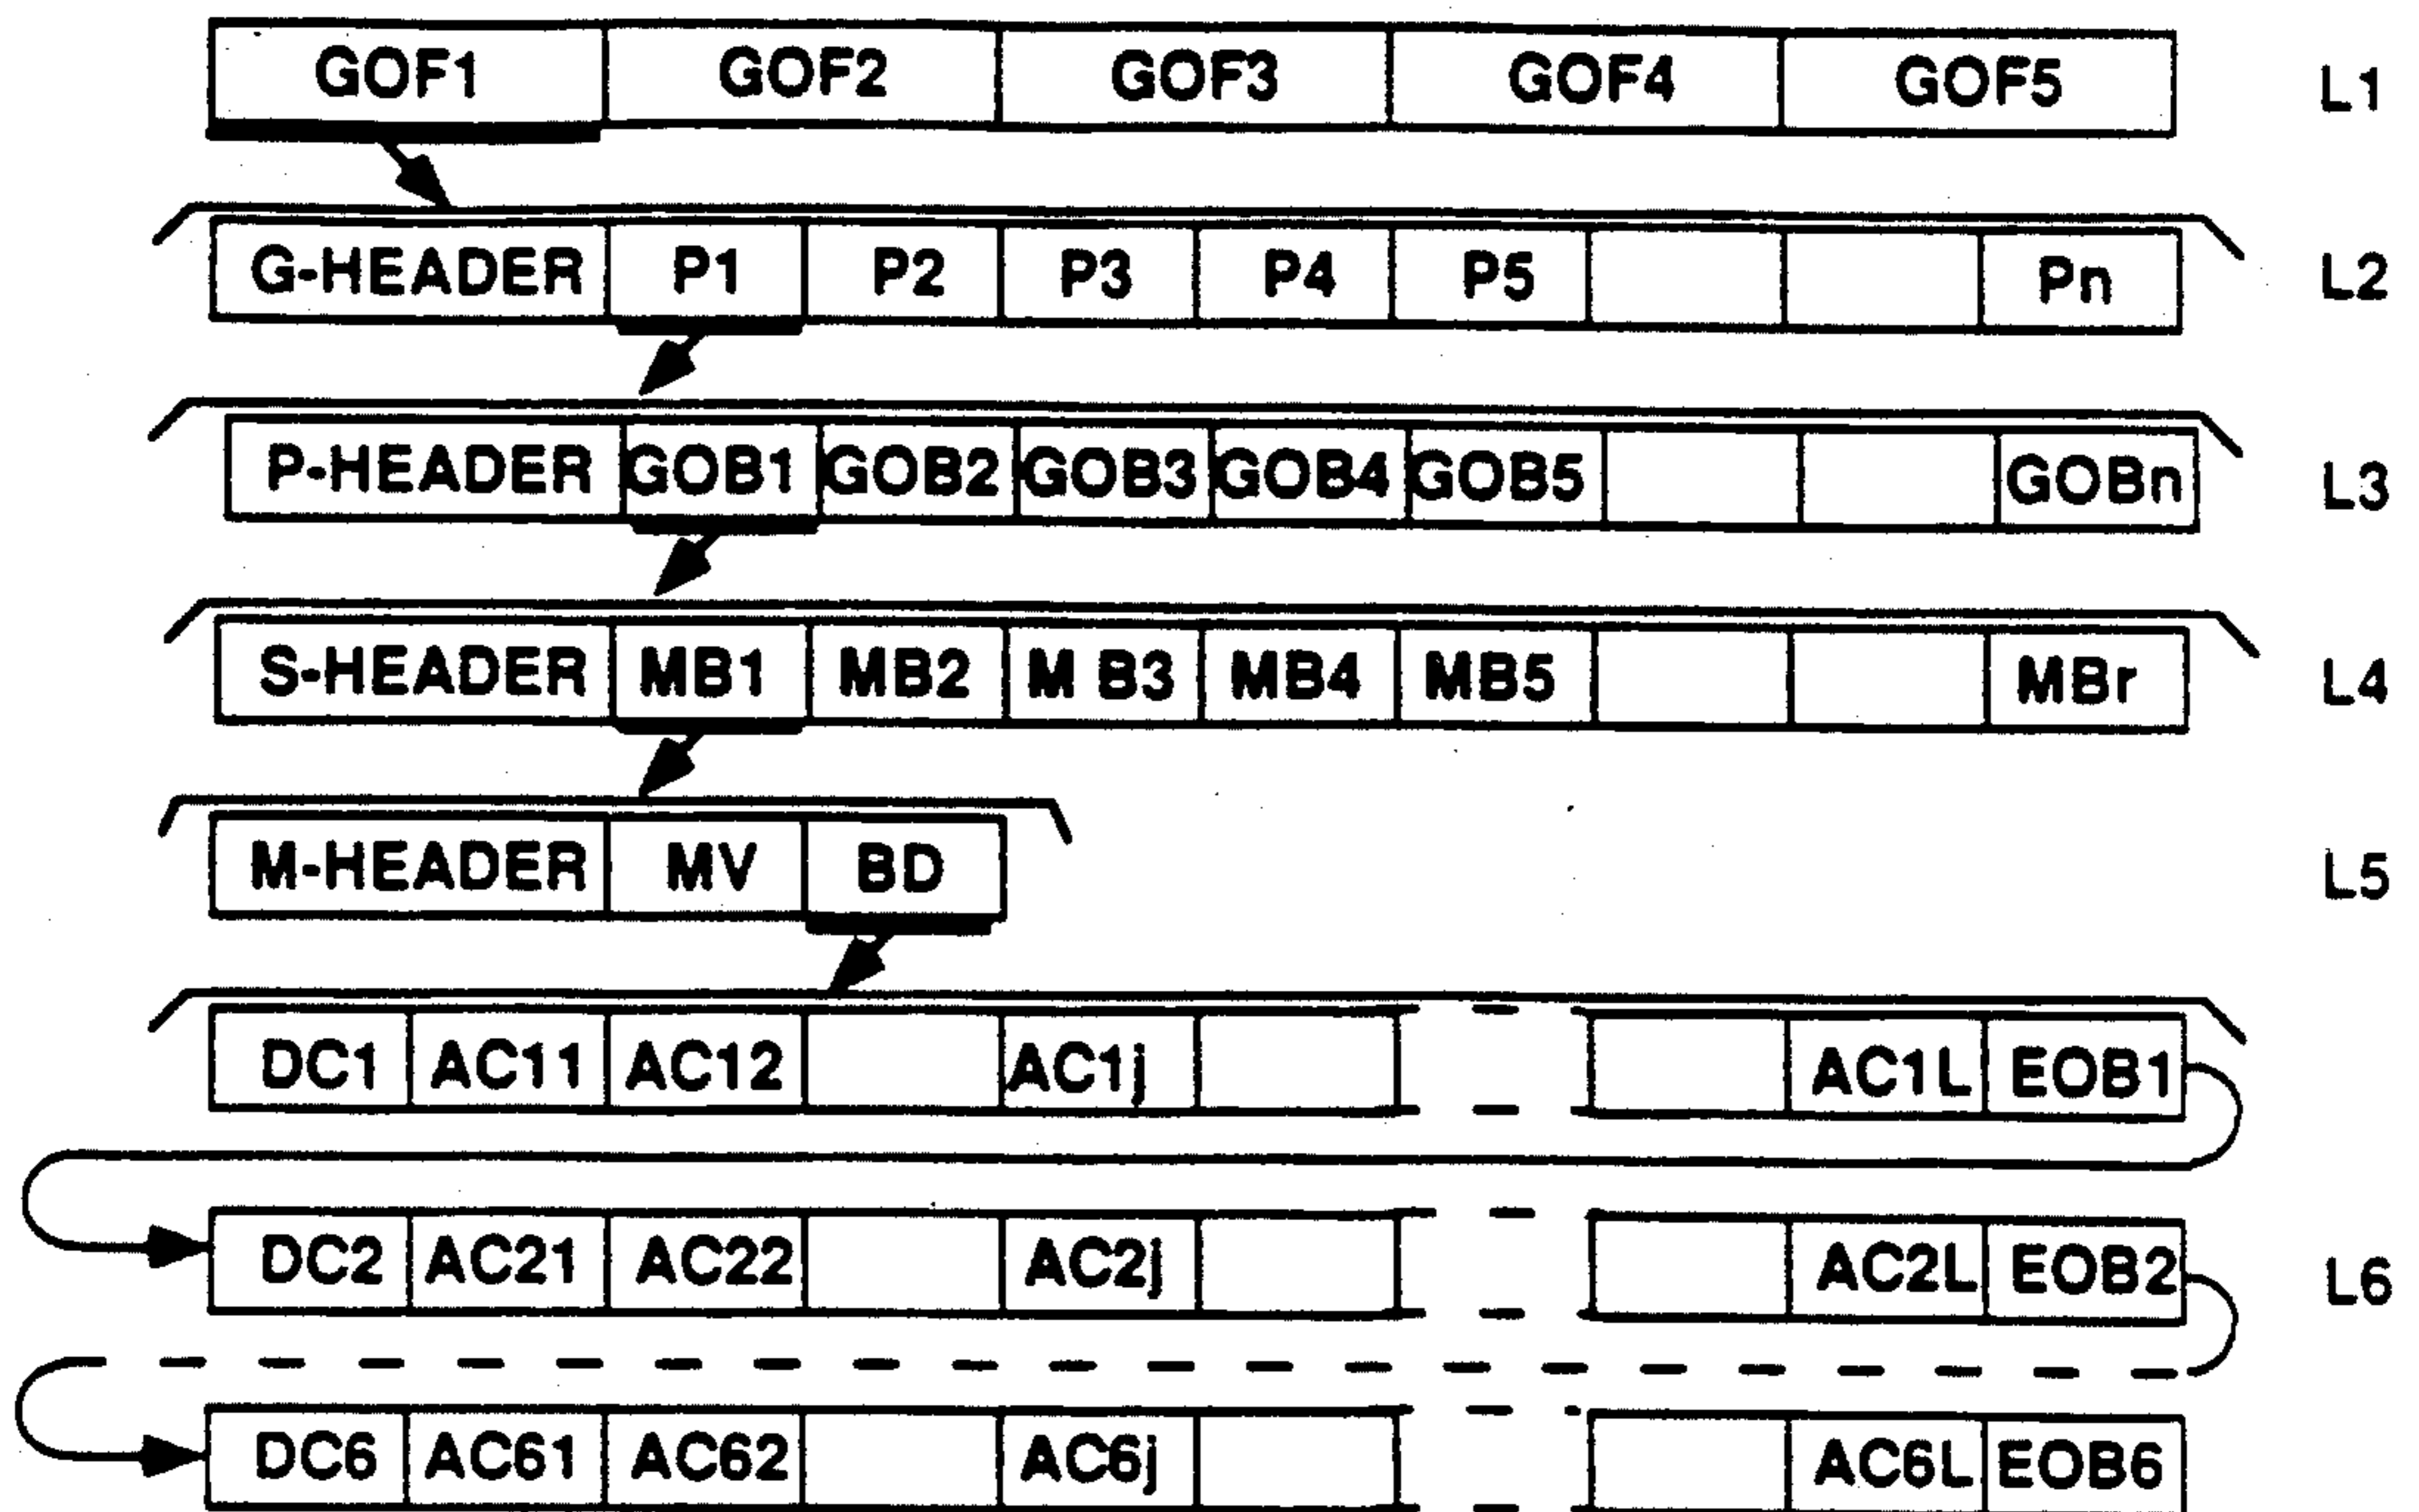 GOF1 GOF2 GOF3 GOF4 GOF5 L1
G-HEADER P1 P2 P3 P4 P5 Pn L2
P-HEADER GOB1 GOB2 GOB3 GOB4 GOB5 GOBn L3
S-HEADER MB1 MB2 M B3 MB4 MB5 MBr L4
M-HEADER MV BD L5
DC1 AC11 AC12 AC1j AC1L EOB1
DC2 AC21 AC22 AC2j AC2L EOB2 L6
DC6 AC61 AC62 AC6j AC6L EOB6